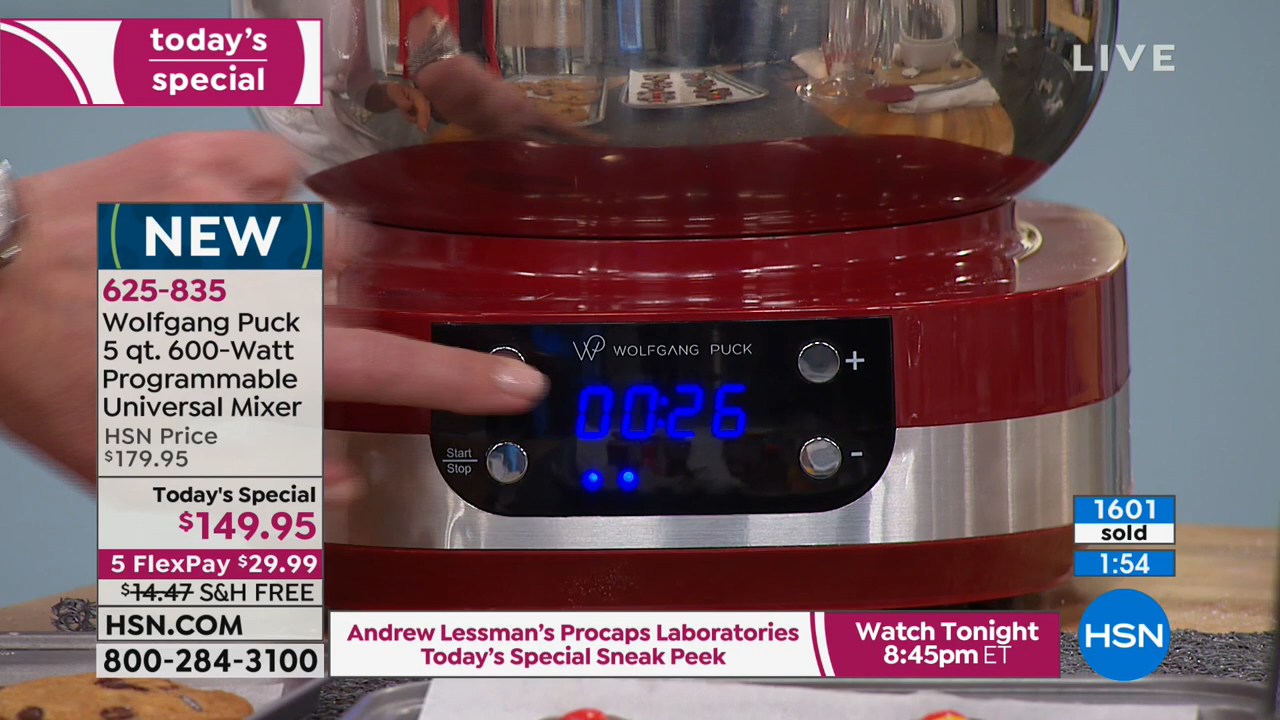 today's
special
LIVE
NEW
625-835
Wolfgang Puck
5 qt. 600-Watt
Programmable
Universal Mixer
HSN Price
$179.95
Today's Special
$149.95
5 FlexPay $29.99
$14.47 S&H FREE
HSN.COM
800-284-3100
WP WOLFGANG PUCK
+
00:26
Start
Stop
-
1601
sold
1:54
Andrew Lessman's Procaps Laboratories
Today's Special Sneak Peek
Watch Tonight
8:45pm ET
HSN